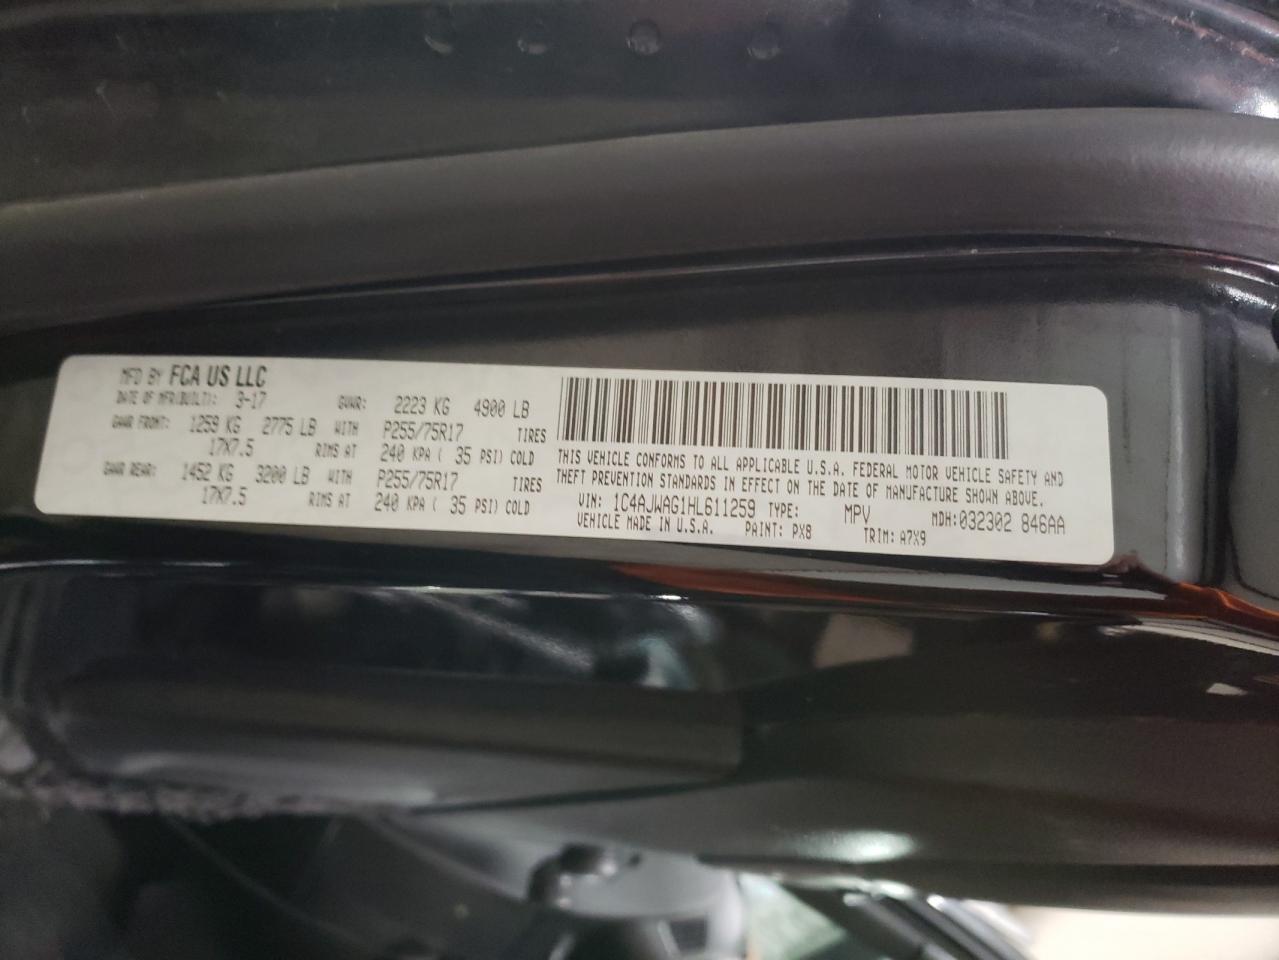 MFD BY FCA US LLC
DATE OF MFR(BUILT): 3-17 GVWR: 2223 KG 4900 LB
GAWR FRONT: 1259 KG 2775 LB WITH P255/75R17 TIRES
17X7.5 RIMS AT 240 KPA ( 35 PSI) COLD
GAWR REAR: 1452 KG 3200 LB WITH P255/75R17 TIRES
17X7.5 RIMS AT 240 KPA ( 35 PSI) COLD
THIS VEHICLE CONFORMS TO ALL APPLICABLE U.S.A. FEDERAL MOTOR VEHICLE SAFETY AND
THEFT PREVENTION STANDARDS IN EFFECT ON THE DATE OF MANUFACTURE SHOWN ABOVE.
VIN: 1C4AJWAG1HL611259 TYPE: MPV MDH:032302 846AA
VEHICLE MADE IN U.S.A. PAINT: PX8 TRIM: A7X9